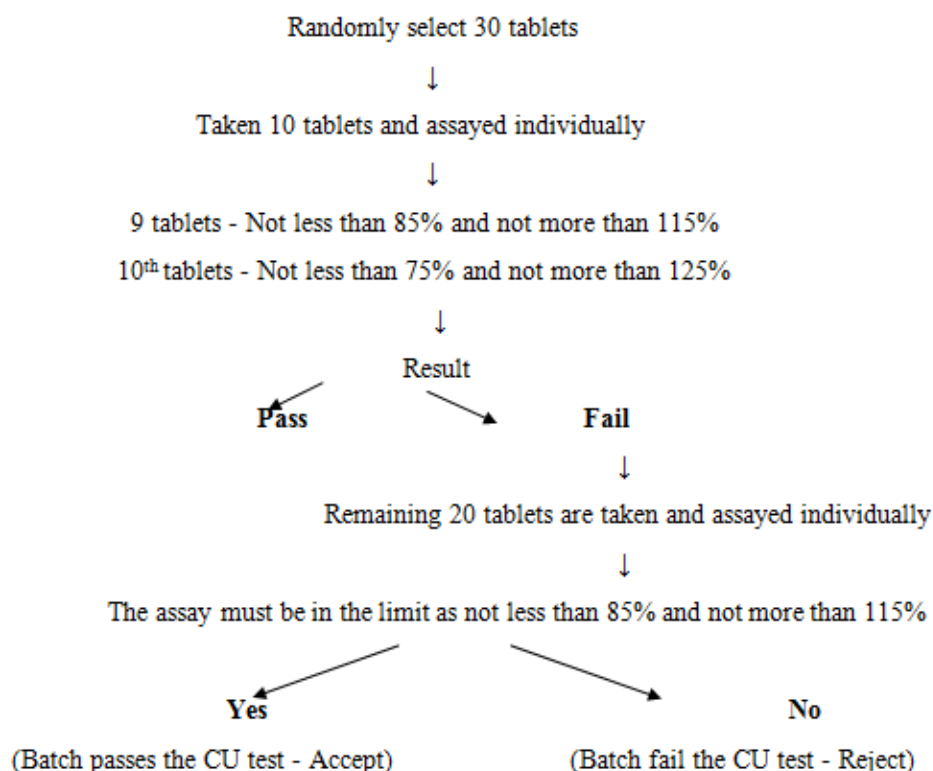 Randomly select 30 tablets
↓
Taken 10 tablets and assayed individually
↓
9 tablets - Not less than 85% and not more than 115%
10th tablets - Not less than 75% and not more than 125%
↓
Result
Pass Fail
↓
Remaining 20 tablets are taken and assayed individually
↓
The assay must be in the limit as not less than 85% and not more than 115%
Yes No
(Batch passes the CU test - Accept) (Batch fail the CU test - Reject)